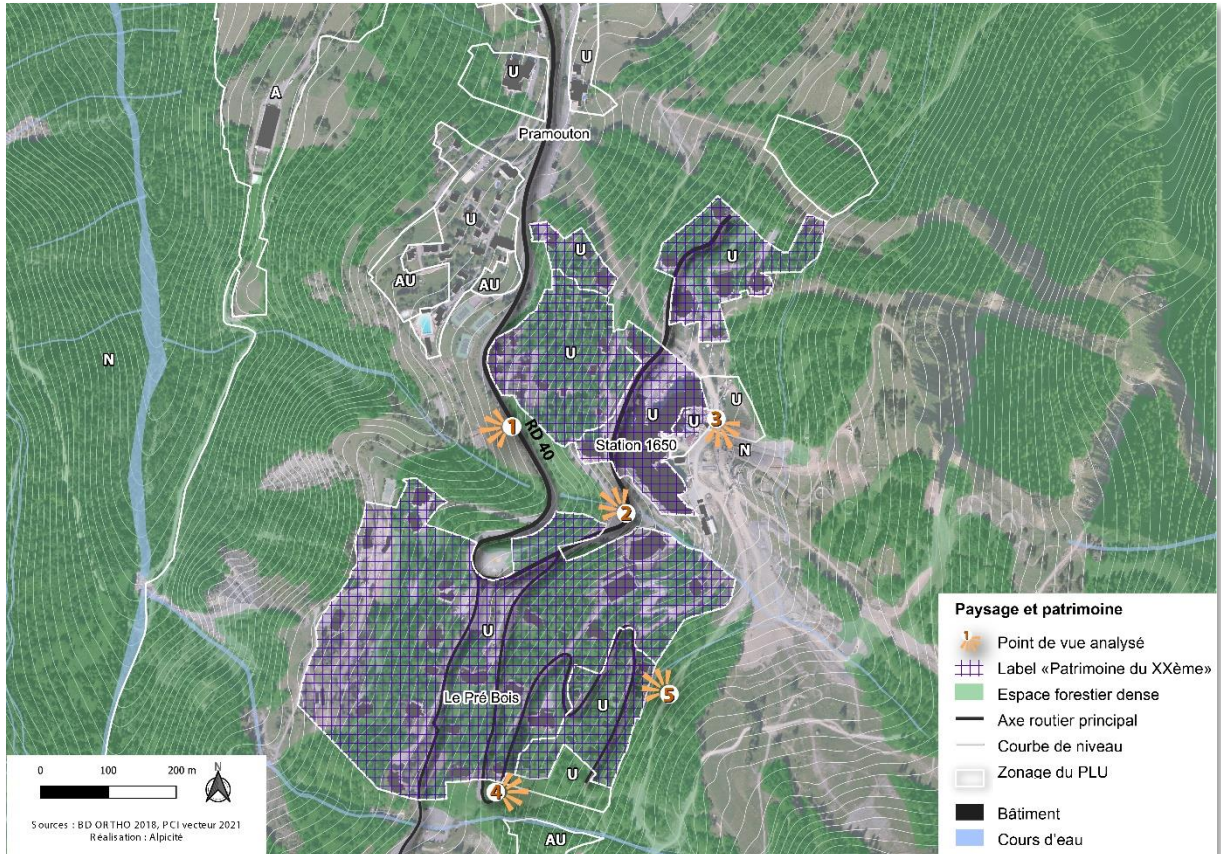 U
U
A
Pramouton
U
U
U
AU
AU
N
U
U
3
U
U
1
RD 40
Station 1650
N
2
U
Le Pré Bois
5
U
U
4
AU
0 100 200 m
N
Sources : BD ORTHO 2018, PCI vecteur 2021
Réalisation : Alpicité
Paysage et patrimoine
1 Point de vue analysé
Label «Patrimoine du XXème»
Espace forestier dense
Axe routier principal
Courbe de niveau
Zonage du PLU
Bâtiment
Cours d'eau